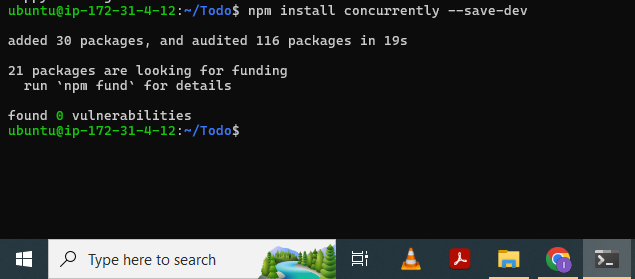 ubuntu@ip-172-31-4-12:~/Todo$ npm install concurrently --save-dev
added 30 packages, and audited 116 packages in 19s
21 packages are looking for funding
run `npm fund` for details
found 0 vulnerabilities
ubuntu@ip-172-31-4-12:~/Todo$
Type here to search